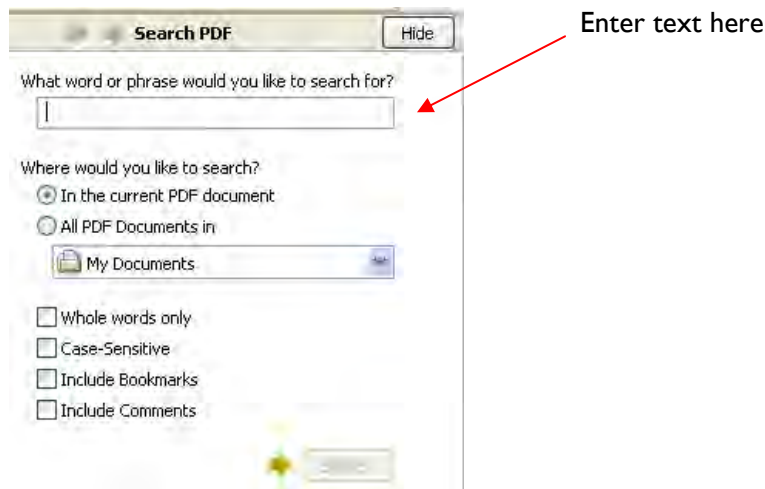 Search PDF
Hide
Enter text here
What word or phrase would you like to search for?
Where would you like to search?
In the current PDF document
All PDF Documents in
My Documents
Whole words only
Case-Sensitive
Include Bookmarks
Include Comments